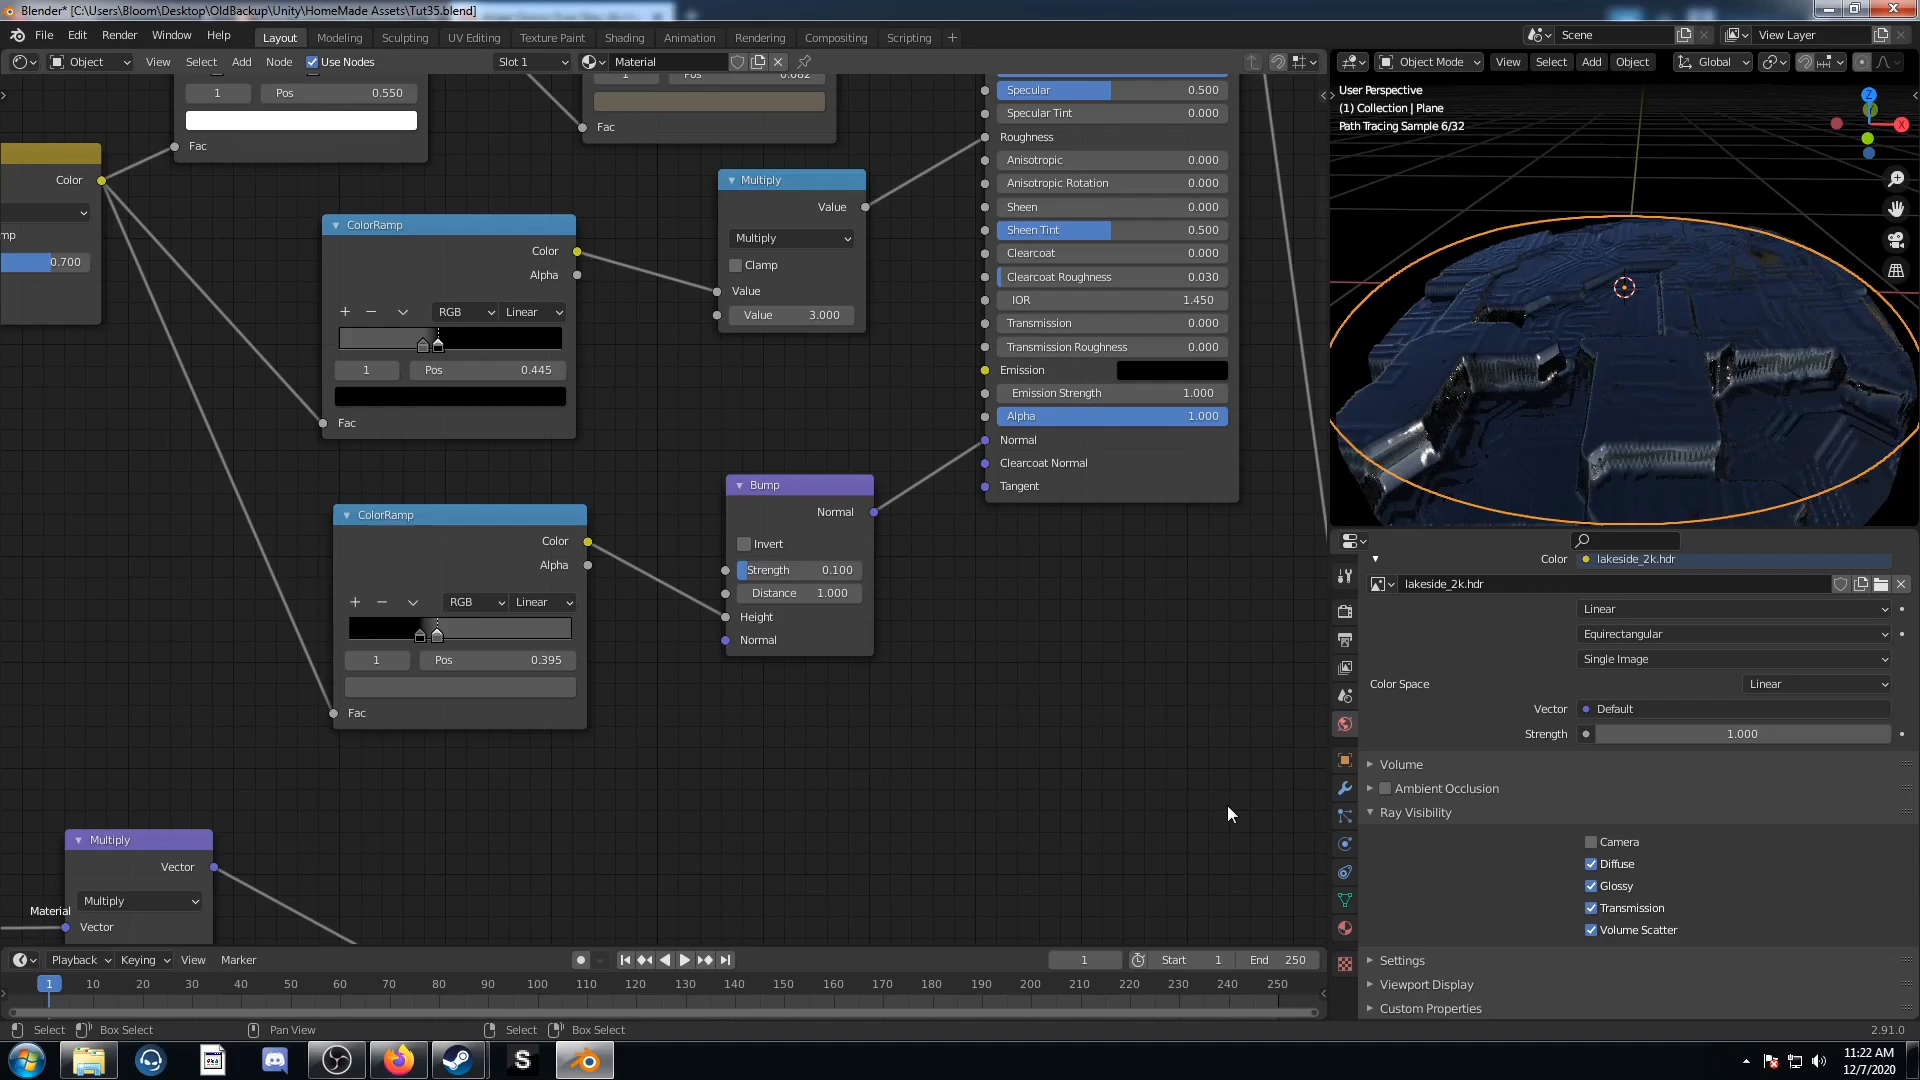 Blender* [C:\Users\Bloom\Desktop\OldBackup\Unity\HomeMade Assets\Tut35.blend]
File Edit Render Window Help Layout Modeling Sculpting UV Editing Texture Paint Shading Animation Rendering Compositing Scripting Scene View Layer
Object View Select Add Node Use Nodes Slot 1 Material Object Mode View Select Add Object Global
1 Pos 0.550
Fac
1 Pos 0.682
Fac
Color
mp
0.700
ColorRamp
Color
Alpha
RGB Linear
1 Pos 0.445
Fac
Multiply
Value
Multiply
Clamp
Value
Value 3.000
ColorRamp
Color
Alpha
RGB Linear
1 Pos 0.395
Fac
Bump
Normal
Invert
Strength 0.100
Distance 1.000
Height
Normal
Specular 0.500
Specular Tint 0.000
Roughness
Anisotropic 0.000
Anisotropic Rotation 0.000
Sheen 0.000
Sheen Tint 0.500
Clearcoat 0.000
Clearcoat Roughness 0.030
IOR 1.450
Transmission 0.000
Transmission Roughness 0.000
Emission
Emission Strength 1.000
Alpha 1.000
Normal
Clearcoat Normal
Tangent
Multiply
Vector
Multiply
Material
Vector
User Perspective
(1) Collection | Plane
Path Tracing Sample 6/32
Z
X
Color lakeside_2k.hdr
lakeside_2k.hdr
Linear
Equirectangular
Single Image
Color Space Linear
Vector Default
Strength 1.000
Volume
Ambient Occlusion
Ray Visibility
Camera
Diffuse
Glossy
Transmission
Volume Scatter
Settings
Viewport Display
Custom Properties
Playback Keying View Marker 1 Start 1 End 250
1 10 20 30 40 50 60 70 80 90 100 110 120 130 140 150 160 170 180 190 200 210 220 230 240 250
Select Box Select Pan View Select Box Select 2.91.0
S
11:22 AM
12/7/2020